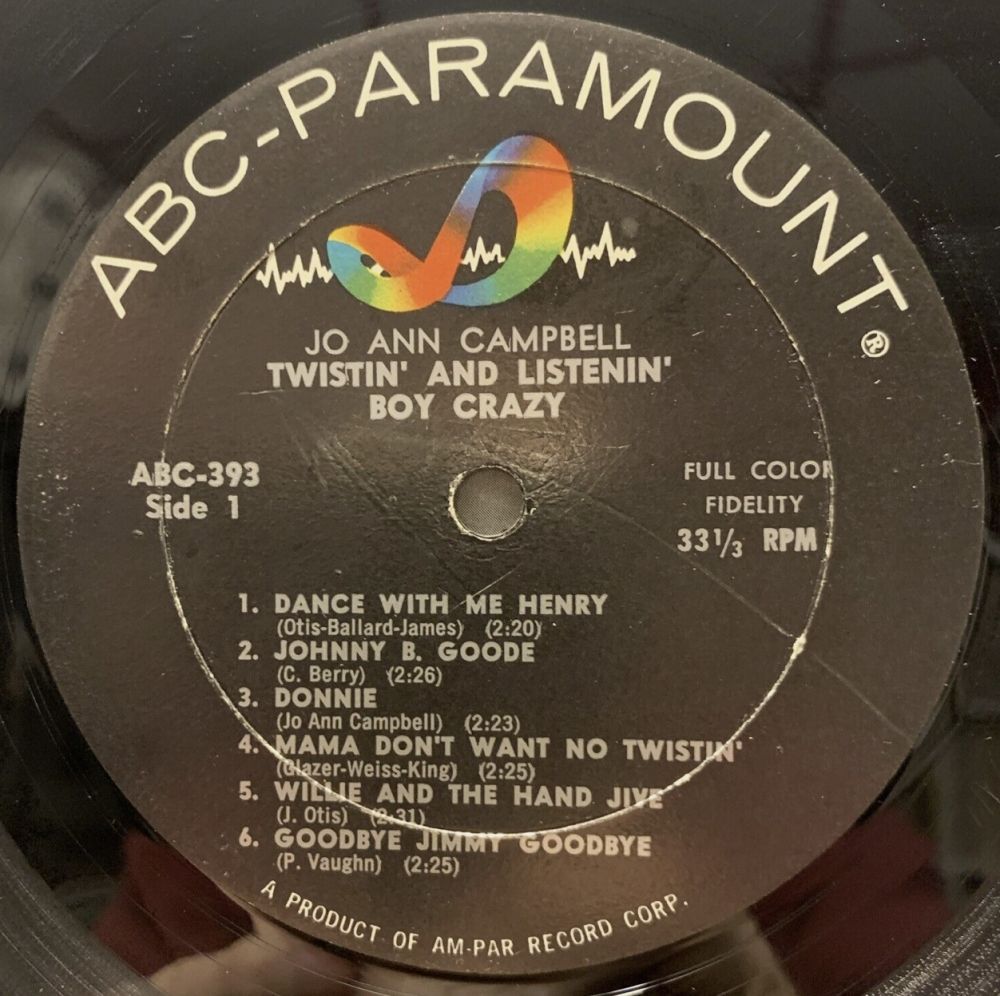 ABC-PARAMOUNT®
JO ANN CAMPBELL
TWISTIN' AND LISTENIN'
BOY CRAZY
ABC-393
Side 1
FULL COLOR
FIDELITY
33 1/3 RPM
1. DANCE WITH ME HENRY
(Otis-Ballard-James) (2:20)
2. JOHNNY B. GOODE
(C. Berry) (2:26)
3. DONNIE
(Jo Ann Campbell) (2:23)
4. MAMA DON'T WANT NO TWISTIN'
(Glazer-Weiss-King) (2:25)
5. WILLIE AND THE HAND JIVE
(J. Otis) (2:31)
6. GOODBYE JIMMY GOODBYE
(P. Vaughn) (2:25)
A PRODUCT OF AM-PAR RECORD CORP.